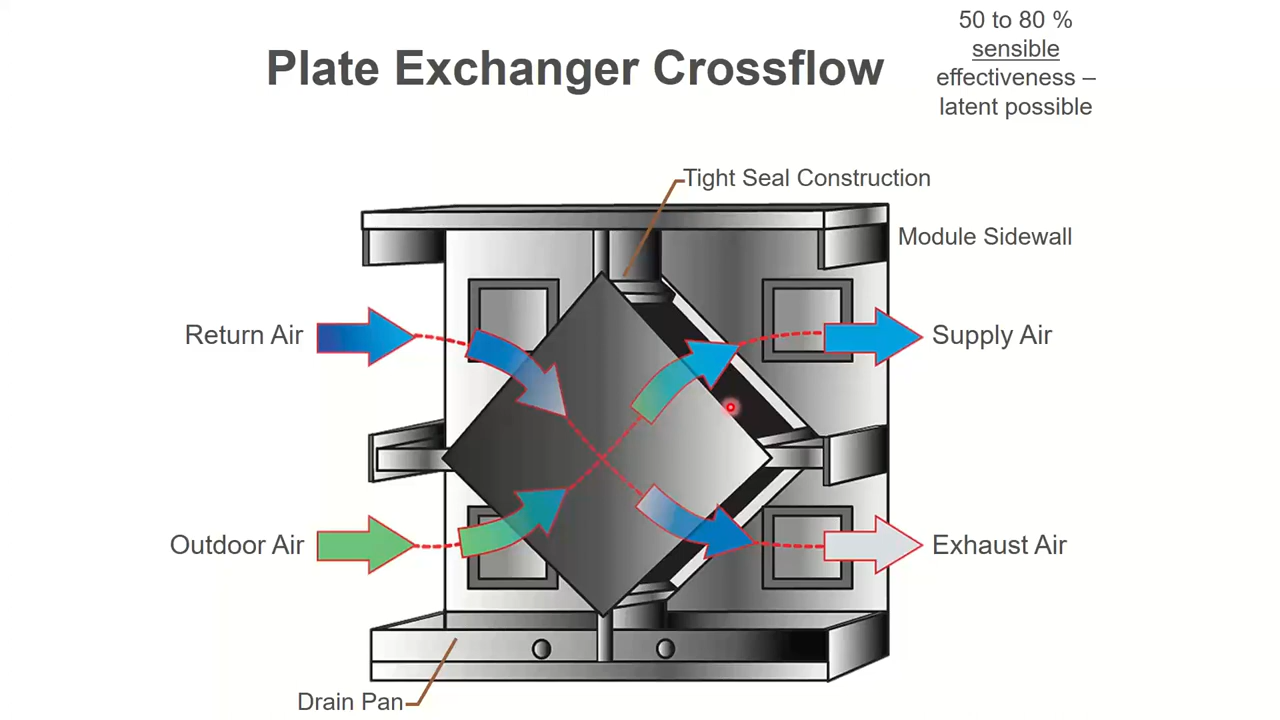 50 to 80 %
sensible
effectiveness –
latent possible
Plate Exchanger Crossflow
Tight Seal Construction
Module Sidewall
Return Air
Supply Air
Outdoor Air
Exhaust Air
Drain Pan